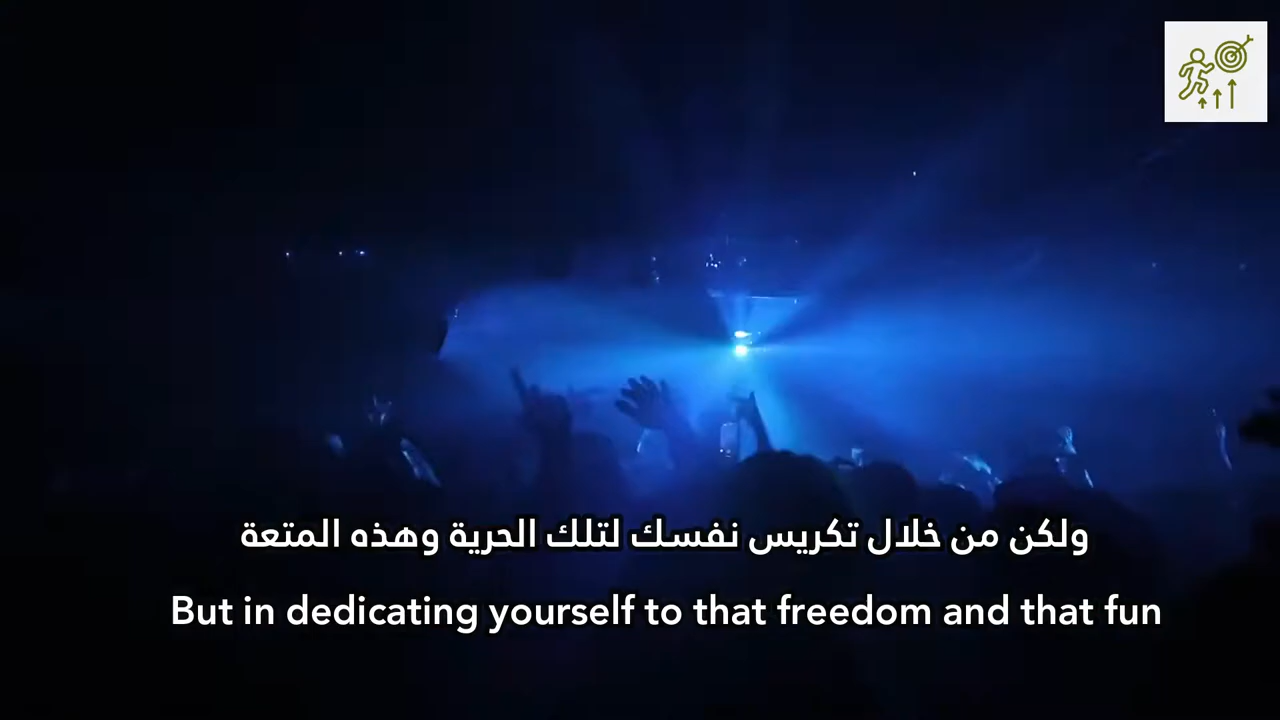 ولكن من خلال تكريس نفسك لتلك الحرية وهذه المتعة
But in dedicating yourself to that freedom and that fun